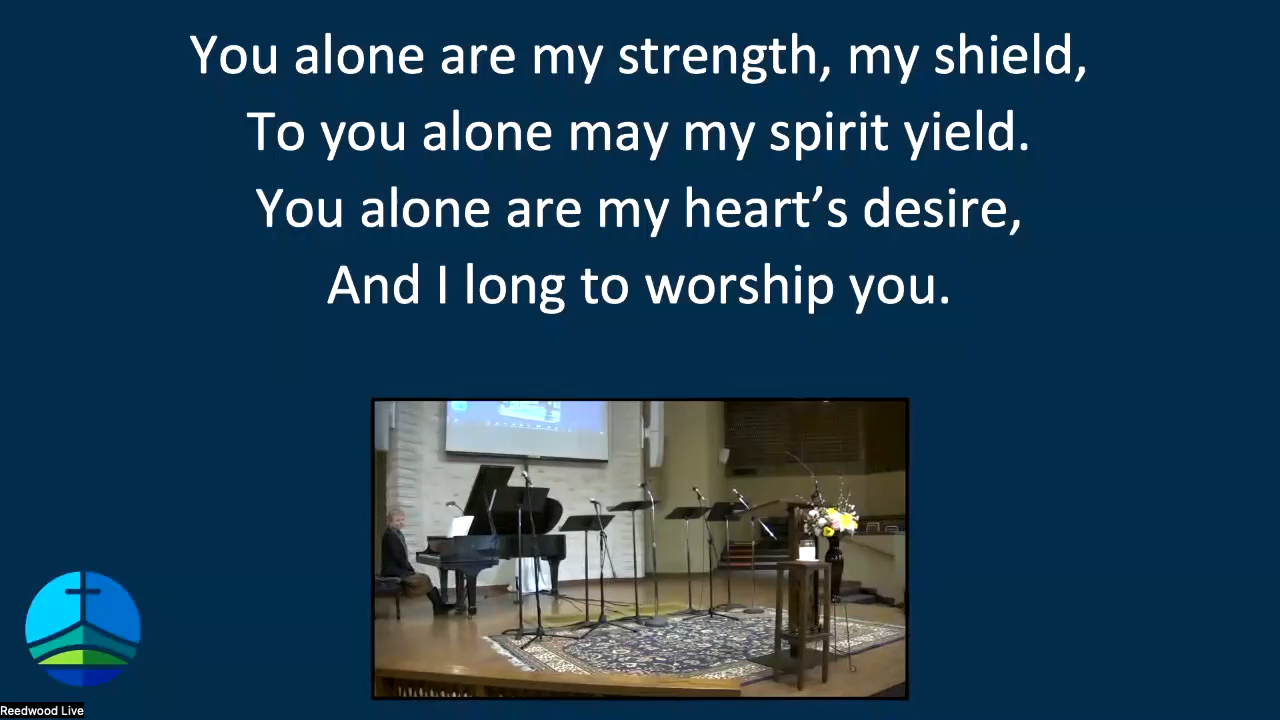 You alone are my strength, my shield,
To you alone may my spirit yield.
You alone are my heart’s desire,
And I long to worship you.
Reedwood Live